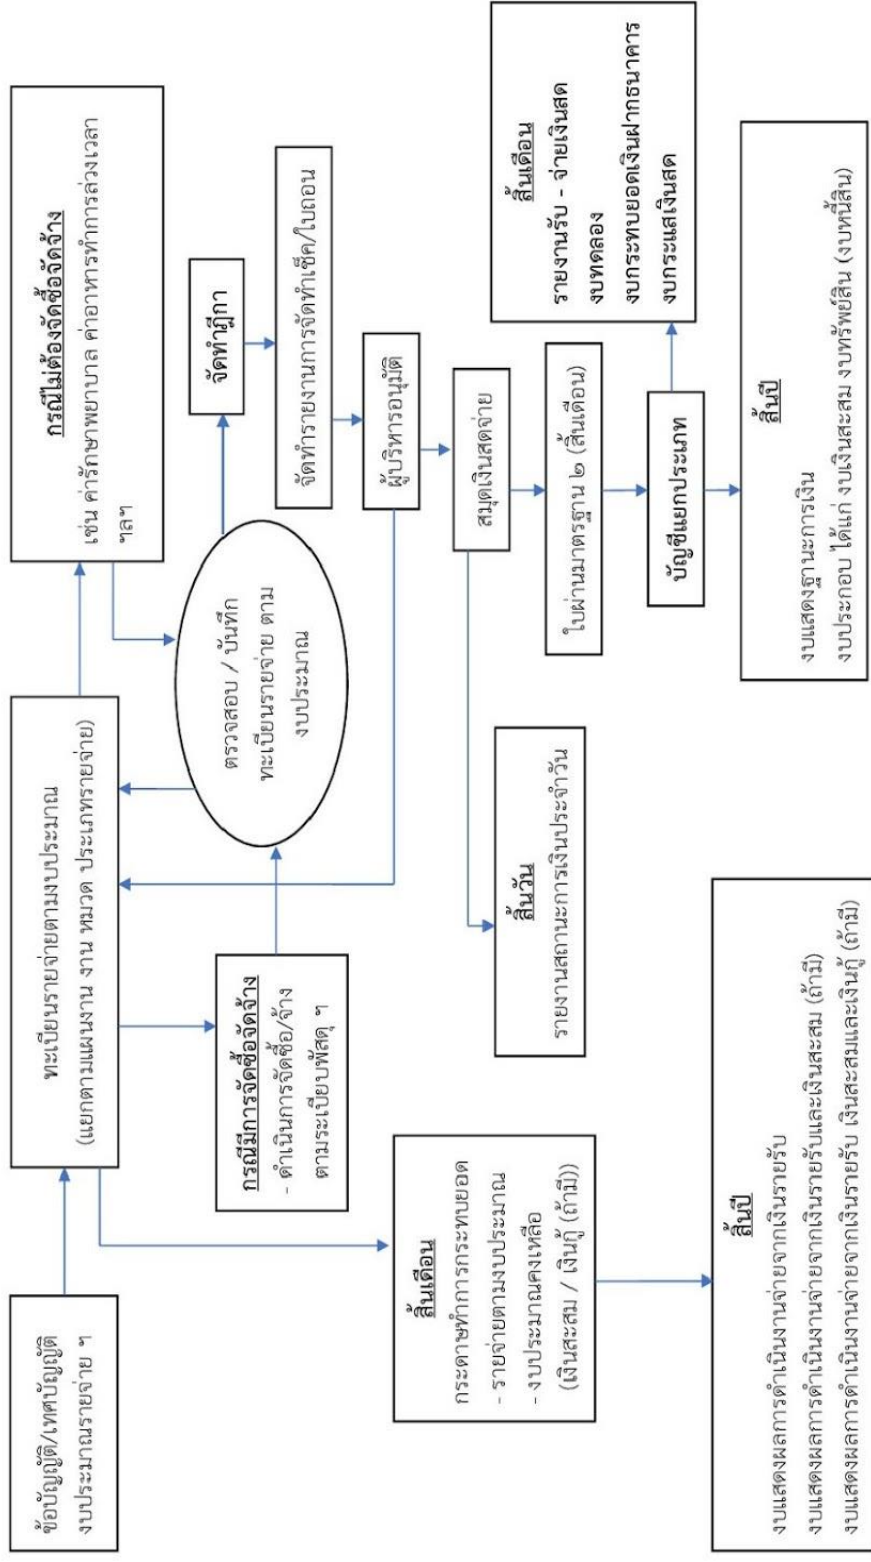 ข้อบัญญัติ/เทศบัญญัติ
งบประมาณรายจ่าย ฯ
ทะเบียนรายจ่ายตามงบประมาณ
(แยกตามแผนงาน งาน หมวด ประเภทรายจ่าย)
กรณีไม่ต้องจัดซื้อจัดจ้าง
เช่น ค่ารักษาพยาบาล ค่าอาหารทำการล่วงเวลา
ฯลฯ
กรณีมีการจัดซื้อจัดจ้าง
- ดำเนินการจัดซื้อ/จ้าง
ตามระเบียบพัสดุ ฯ
ตรวจสอบ / บันทึก
ทะเบียนรายจ่าย ตาม
งบประมาณ
จัดทำฎีกา
จัดทำรายงานการจัดทำเช็ค/ใบถอน
ผู้บริหารอนุมัติ
สมุดเงินสดจ่าย
สิ้นเดือน
กระดาษทำการกระทบยอด
- รายจ่ายตามงบประมาณ
- งบประมาณคงเหลือ
(เงินสะสม / เงินกู้ (ถ้ามี))
สิ้นวัน
รายงานสถานะการเงินประจำวัน
ใบผ่านมาตรฐาน ๒ (สิ้นเดือน)
บัญชีแยกประเภท
สิ้นเดือน
รายงานรับ - จ่ายเงินสด
งบทดลอง
งบกระทบยอดเงินฝากธนาคาร
งบกระแสเงินสด
สิ้นปี
งบแสดงผลการดำเนินงานจ่ายจากเงินรายรับ
งบแสดงผลการดำเนินงานจ่ายจากเงินรายรับและเงินสะสม (ถ้ามี)
งบแสดงผลการดำเนินงานจ่ายจากเงินรายรับ เงินสะสมและเงินกู้ (ถ้ามี)
สิ้นปี
งบแสดงฐานะการเงิน
งบประกอบ ได้แก่ งบเงินสะสม งบทรัพย์สิน (งบหนี้สิน)